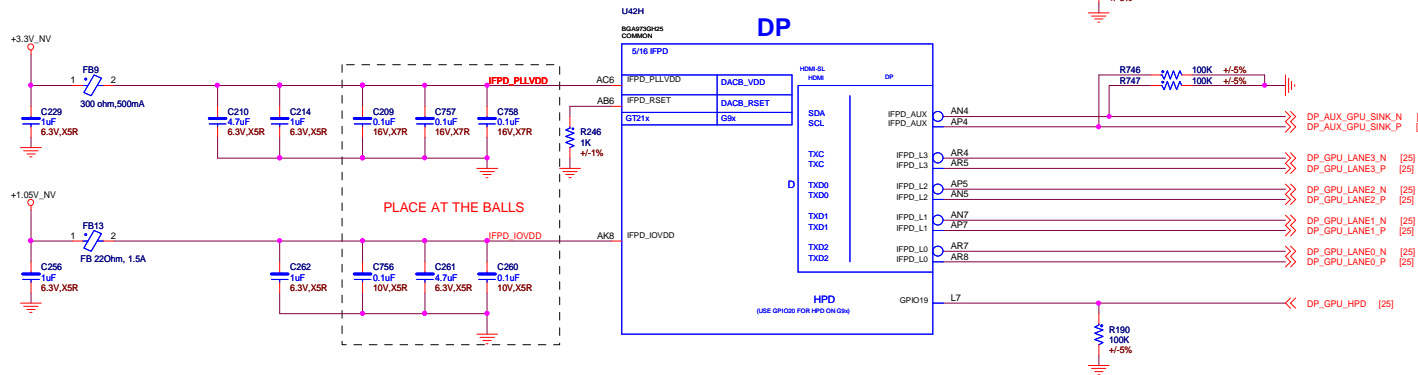 U42H
BGA973GH25
COMMON
DP
+/-5%
+3.3V_NV
FB9
1 2
300 ohm,500mA
C229
1uF
6.3V,X5R
C210
4.7uF
6.3V,X5R
C214
1uF
6.3V,X5R
C209
0.1uF
16V,X7R
C757
0.1uF
16V,X7R
C758
0.1uF
16V,X7R
IFPD_PLLVDD
AC6
AB6
R246
1K
+/-1%
PLACE AT THE BALLS
+1.05V_NV
FB13
1 2
FB 22Ohm, 1.5A
C256
1uF
6.3V,X5R
C262
1uF
6.3V,X5R
C756
0.1uF
10V,X5R
C261
4.7uF
6.3V,X5R
C260
0.1uF
10V,X5R
IFPD_IOVDD
AK8
5/16 IFPD
IFPD_PLLVDD DACB_VDD
IFPD_RSET DACB_RSET
GT21x G9x
IFPD_IOVDD
HDMI-SL
HDMI DP
SDA IFPD_AUX
SCL IFPD_AUX
TXC IFPD_L3
TXC IFPD_L3
D
TXD0 IFPD_L2
TXD0 IFPD_L2
TXD1 IFPD_L1
TXD1 IFPD_L1
TXD2 IFPD_L0
TXD2 IFPD_L0
HPD GPIO19
(USE GPIO20 FOR HPD ON G9x)
R746 100K +/-5%
R747 100K +/-5%
AN4 DP_AUX_GPU_SINK_N [
AP4 DP_AUX_GPU_SINK_P [
AR4 DP_GPU_LANE3_N [25]
AR5 DP_GPU_LANE3_P [25]
AP5 DP_GPU_LANE2_N [25]
AN5 DP_GPU_LANE2_P [25]
AN7 DP_GPU_LANE1_N [25]
AP7 DP_GPU_LANE1_P [25]
AR7 DP_GPU_LANE0_N [25]
AR8 DP_GPU_LANE0_P [25]
L7 DP_GPU_HPD [25]
R190
100K
+/-5%